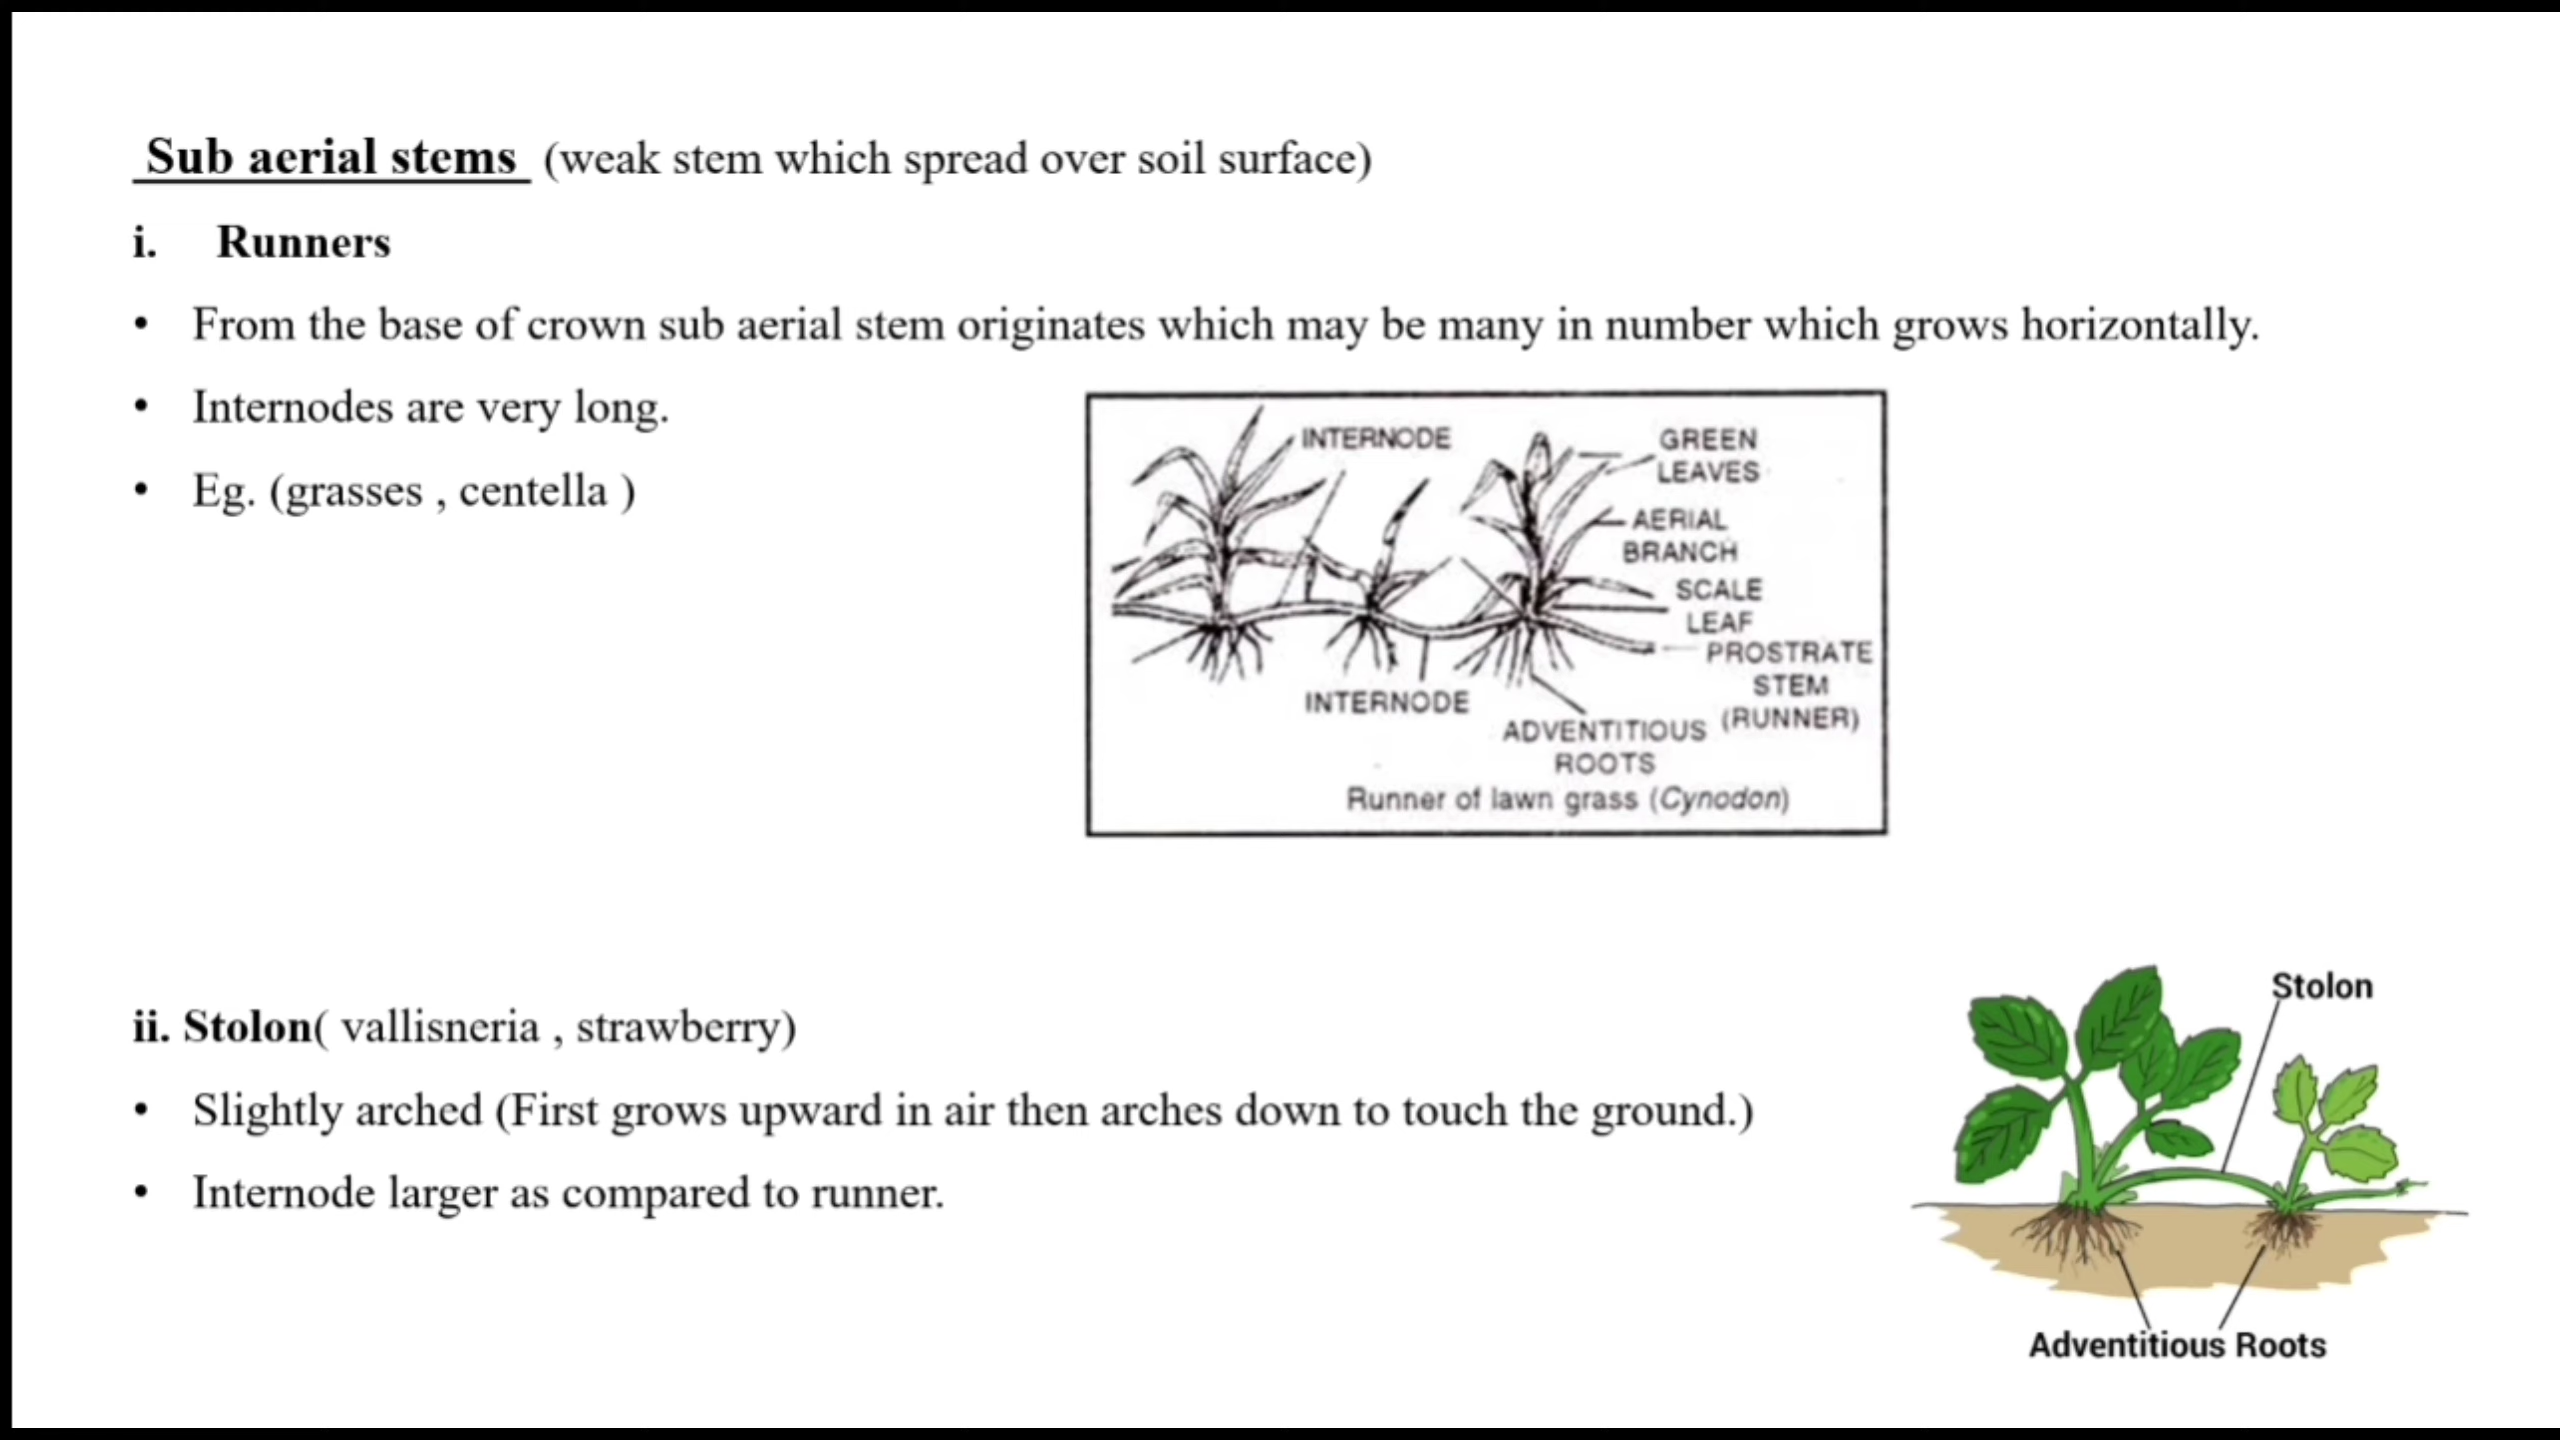 Sub aerial stems (weak stem which spread over soil surface)
i. Runners
• From the base of crown sub aerial stem originates which may be many in number which grows horizontally.
• Internodes are very long.
• Eg. (grasses , centella )
INTERNODE
GREEN
LEAVES
AERIAL
BRANCH
SCALE
LEAF
PROSTRATE
STEM
(RUNNER)
INTERNODE
ADVENTITIOUS
ROOTS
Runner of lawn grass (Cynodon)
ii. Stolon( vallisneria , strawberry)
• Slightly arched (First grows upward in air then arches down to touch the ground.)
• Internode larger as compared to runner.
Stolon
Adventitious Roots